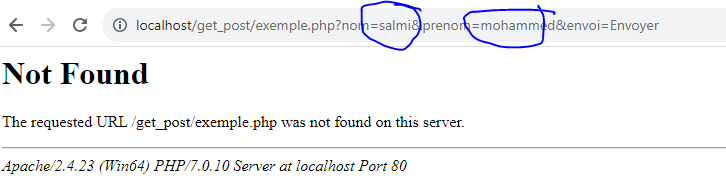 localhost/get_post/exemple.php?nom=salmi&prenom=mohammed&envoi=Envoyer
Not Found
The requested URL /get_post/exemple.php was not found on this server.
Apache/2.4.23 (Win64) PHP/7.0.10 Server at localhost Port 80